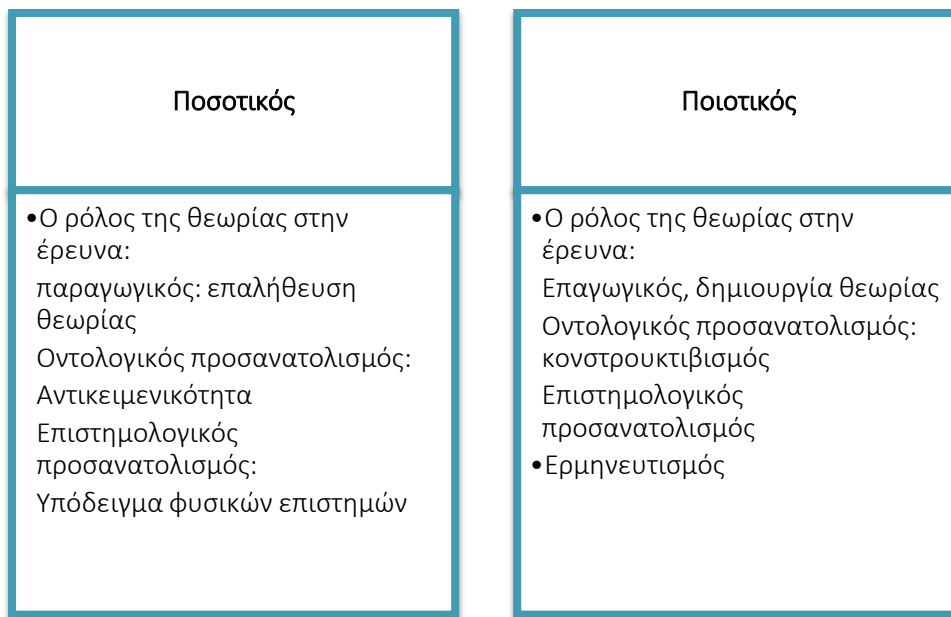 Ποσοτικός
•Ο ρόλος της θεωρίας στην
έρευνα:
παραγωγικός: επαλήθευση
θεωρίας
Οντολογικός προσανατολισμός:
Αντικειμενικότητα
Επιστημολογικός
προσανατολισμός:
Υπόδειγμα φυσικών επιστημών
Ποιοτικός
•Ο ρόλος της θεωρίας στην
έρευνα:
Επαγωγικός, δημιουργία θεωρίας
Οντολογικός προσανατολισμός:
κονστρουκτιβισμός
Επιστημολογικός
προσανατολισμός
•Ερμηνευτισμός